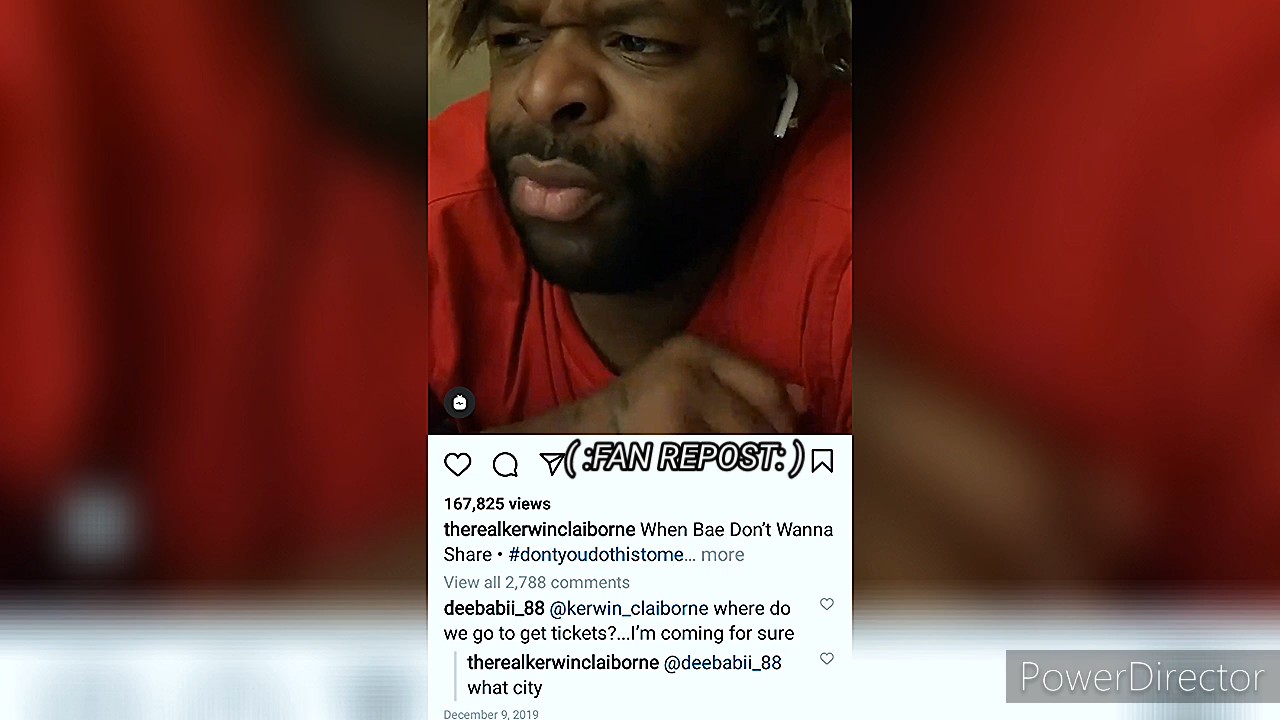 ( :FAN REPOST: )
167,825 views
therealkerwinclaiborne When Bae Don't Wanna
Share • #dontyoudothistome... more
View all 2,788 comments
deebabii_88 @kerwin_claiborne where do
we go to get tickets?...I'm coming for sure
therealkerwinclaiborne @deebabii_88
what city
December 9, 2019
PowerDirector